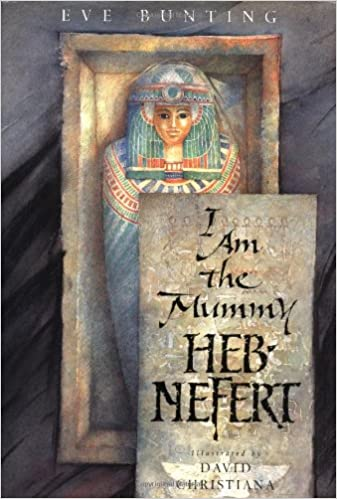 EVE BUNTING
I
Am
the
Mummy
HEB·
NEFERT
Illustrated by
DAVID
CHRISTIANA